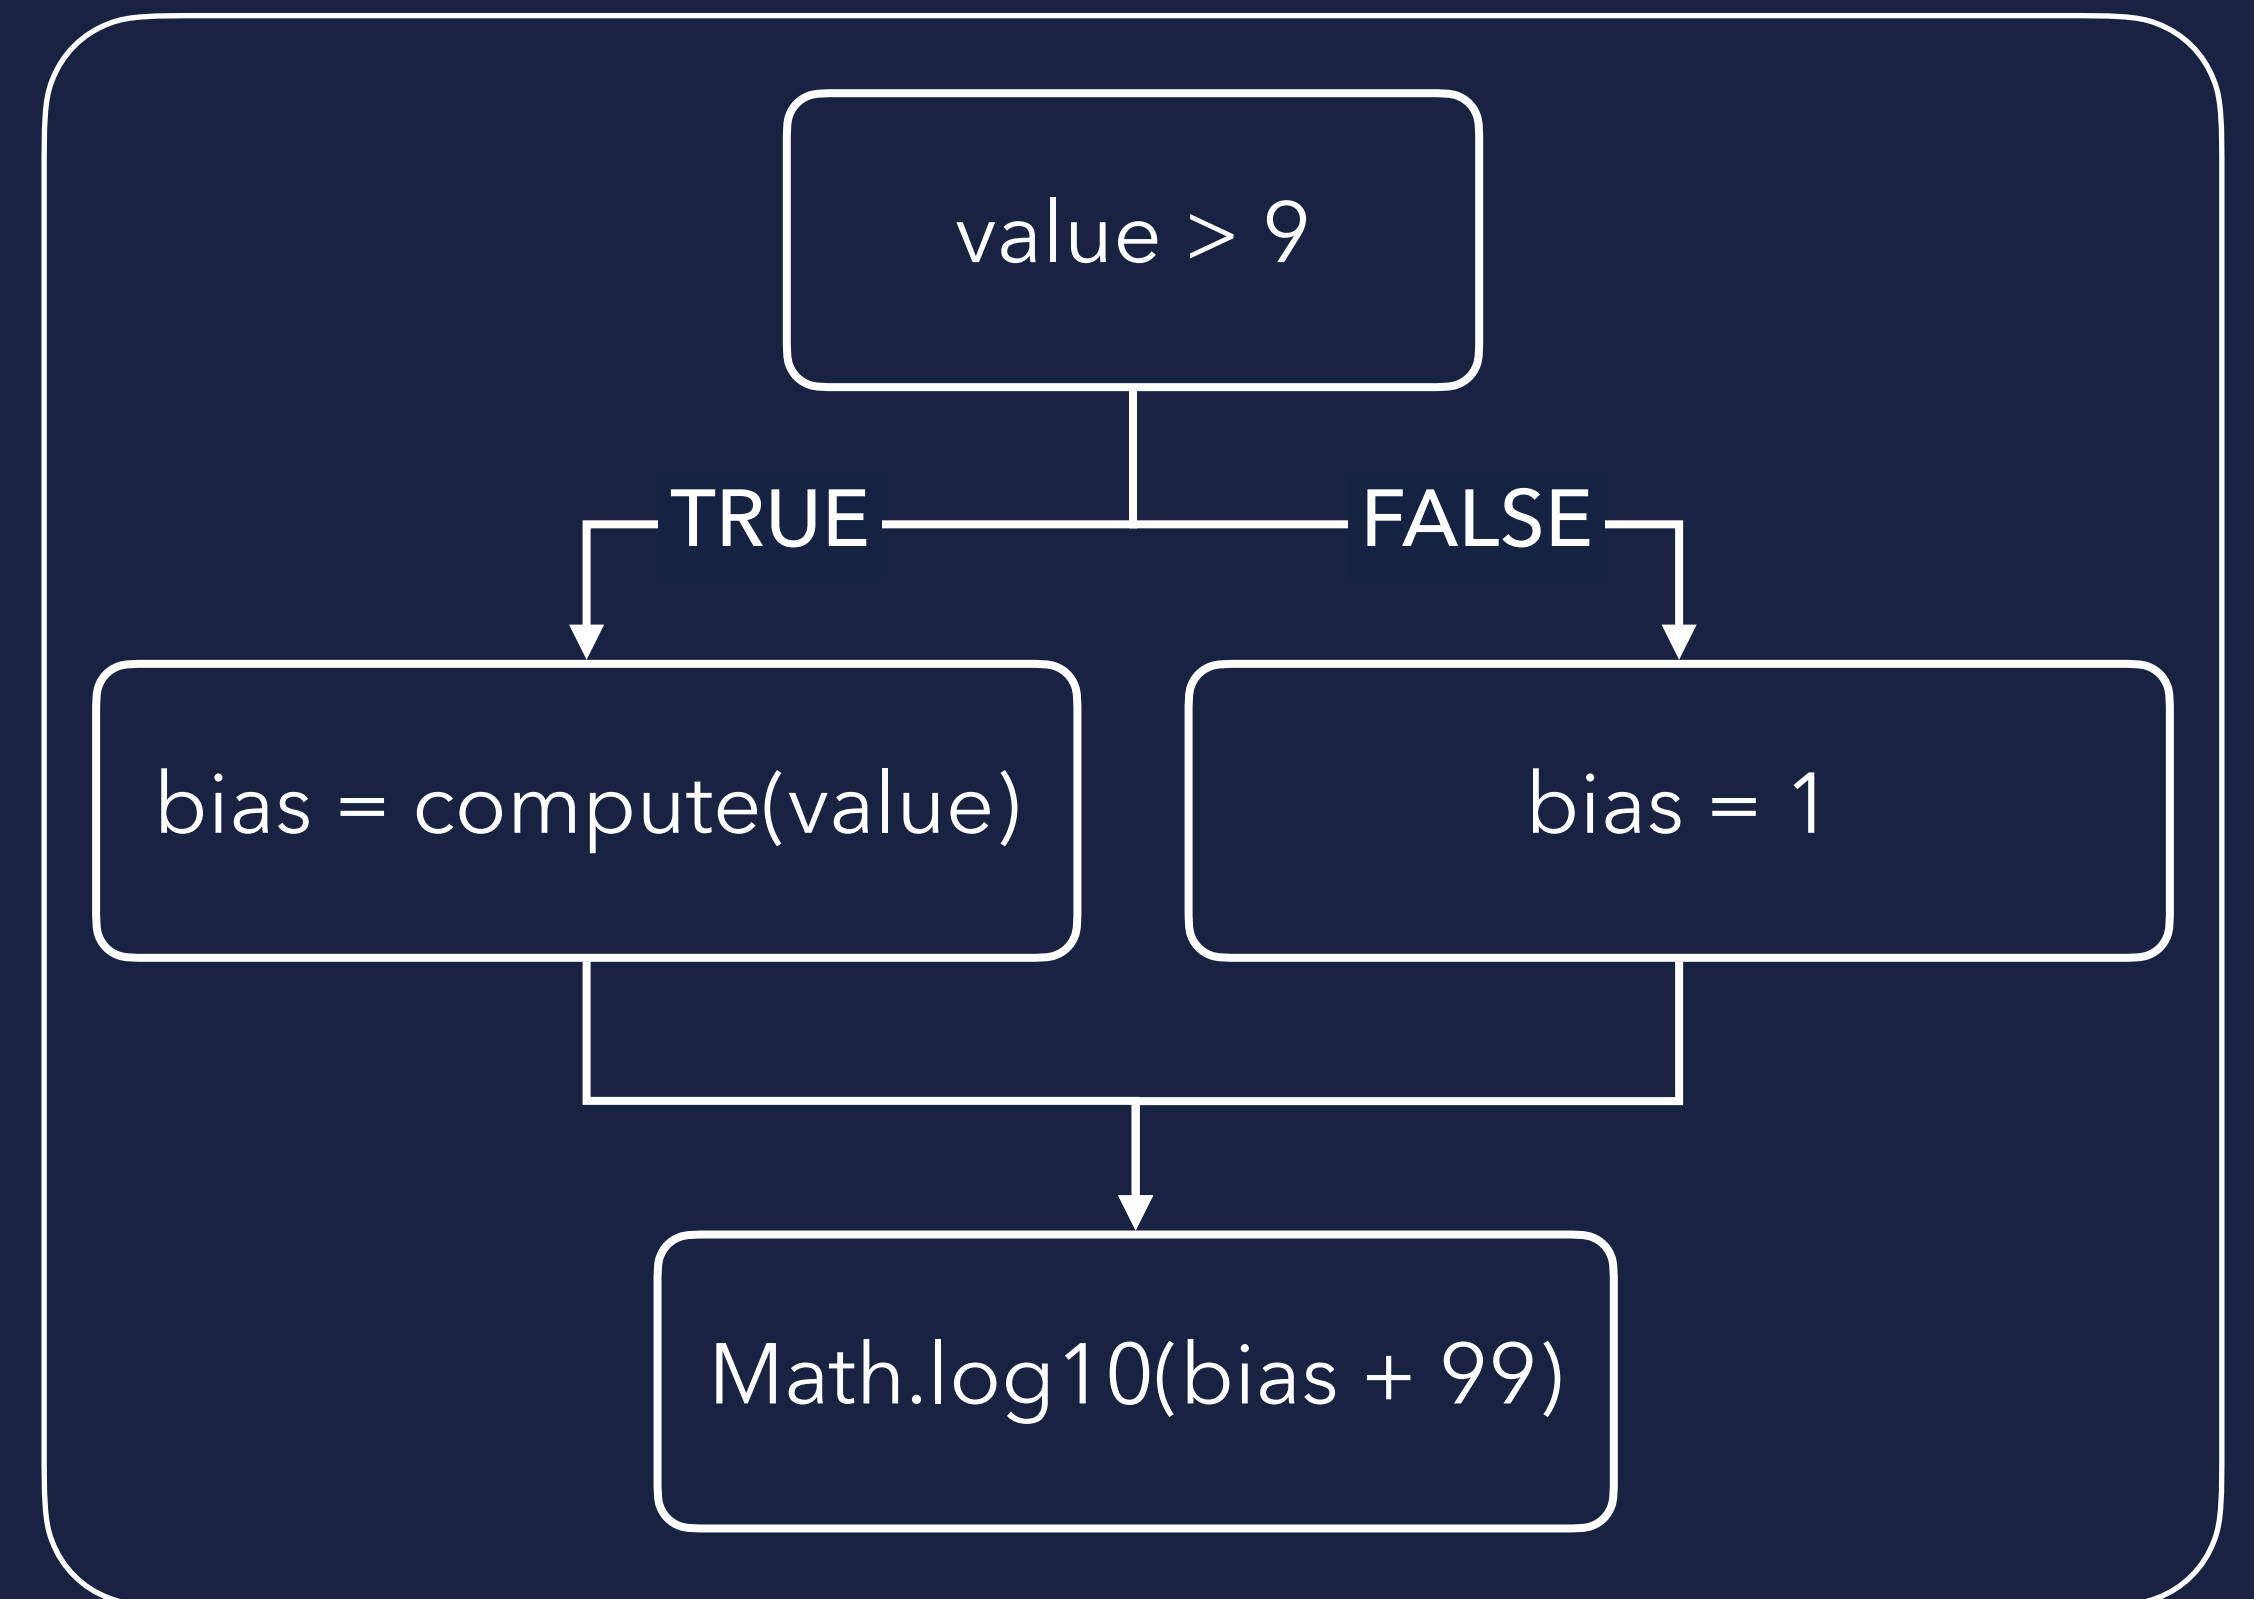 value > 9
TRUE
FALSE
bias = compute(value)
bias = 1
Math.log10(bias + 99)